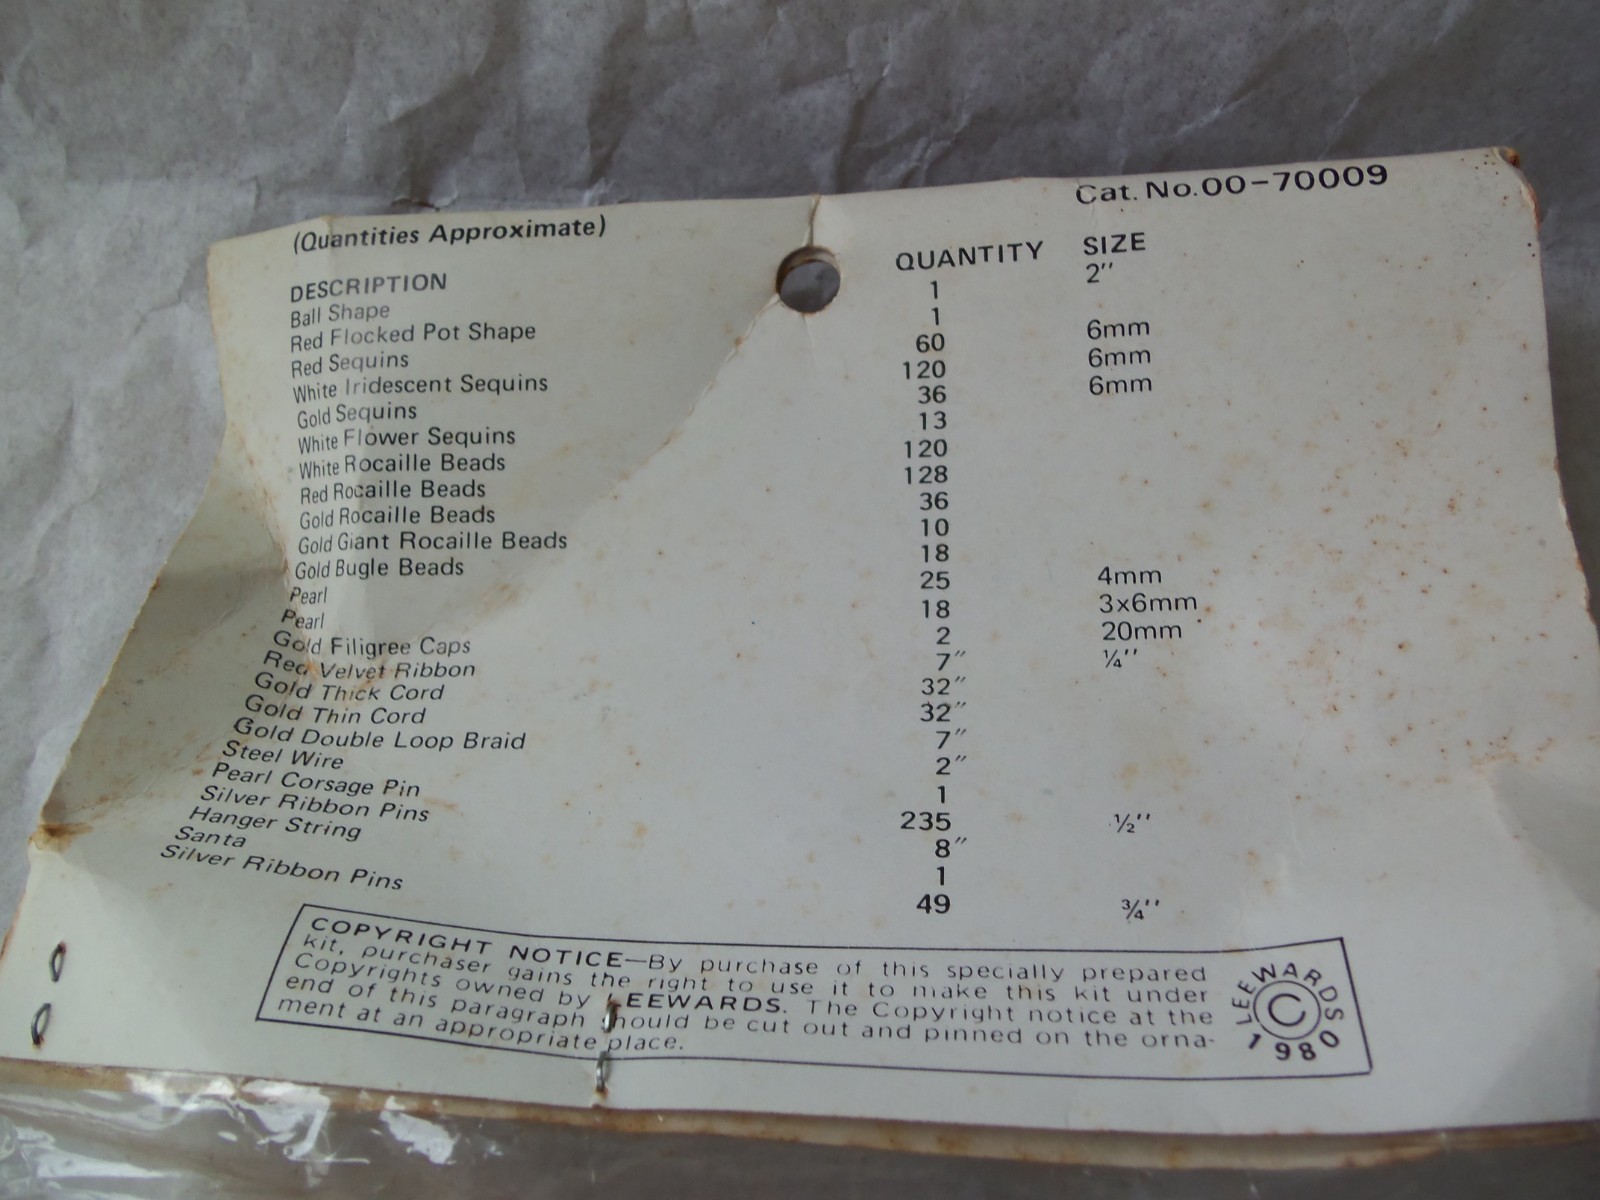 Cat. No. 00-70009
(Quantities Approximate)
DESCRIPTION QUANTITY SIZE
Ball Shape 1 2"
Red Flocked Pot Shape 1
Red Sequins 60 6mm
White Iridescent Sequins 120 6mm
Gold Sequins 36 6mm
White Flower Sequins 13
White Rocaille Beads 120
Red Rocaille Beads 128
Gold Rocaille Beads 36
Gold Giant Rocaille Beads 10
Gold Bugle Beads 18
Pearl 25 4mm
Pearl 18 3x6mm
Gold Filigree Caps 2 20mm
Red Velvet Ribbon 7" ¼"
Gold Thick Cord 32"
Gold Thin Cord 32"
Gold Double Loop Braid 7"
Steel Wire 2"
Pearl Corsage Pin 1
Silver Ribbon Pins 235 ½"
Hanger String 8"
Santa 1
Silver Ribbon Pins 49 ¾"
COPYRIGHT NOTICE—By purchase of this specially prepared
kit, purchaser gains the right to use it to make this kit under
Copyrights owned by LEEWARDS. The Copyright notice at the
end of this paragraph should be cut out and pinned on the orna-
ment at an appropriate place.
LEEWARDS
C
1980